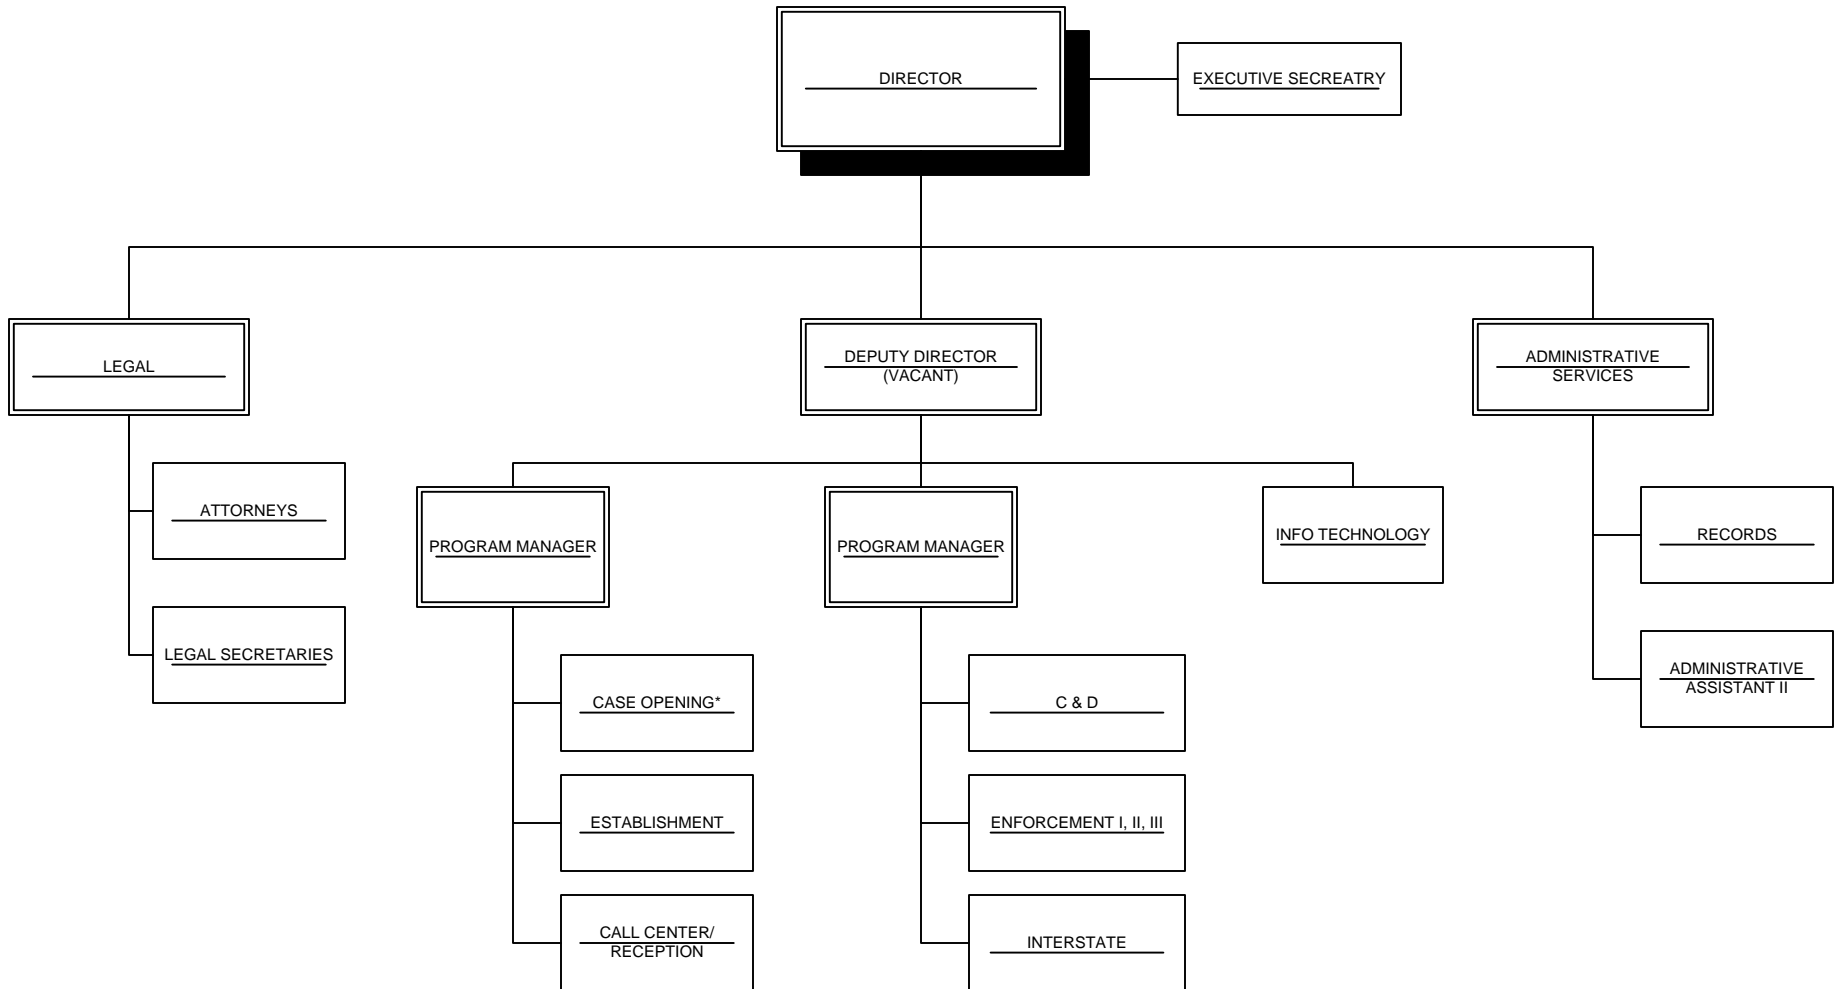 DIRECTOR
EXECUTIVE SECREATRY
LEGAL
DEPUTY DIRECTOR
(VACANT)
ADMINISTRATIVE
SERVICES
ATTORNEYS
LEGAL SECRETARIES
PROGRAM MANAGER
PROGRAM MANAGER
INFO TECHNOLOGY
RECORDS
ADMINISTRATIVE
ASSISTANT II
CASE OPENING*
ESTABLISHMENT
CALL CENTER/
RECEPTION
C & D
ENFORCEMENT I, II, III
INTERSTATE